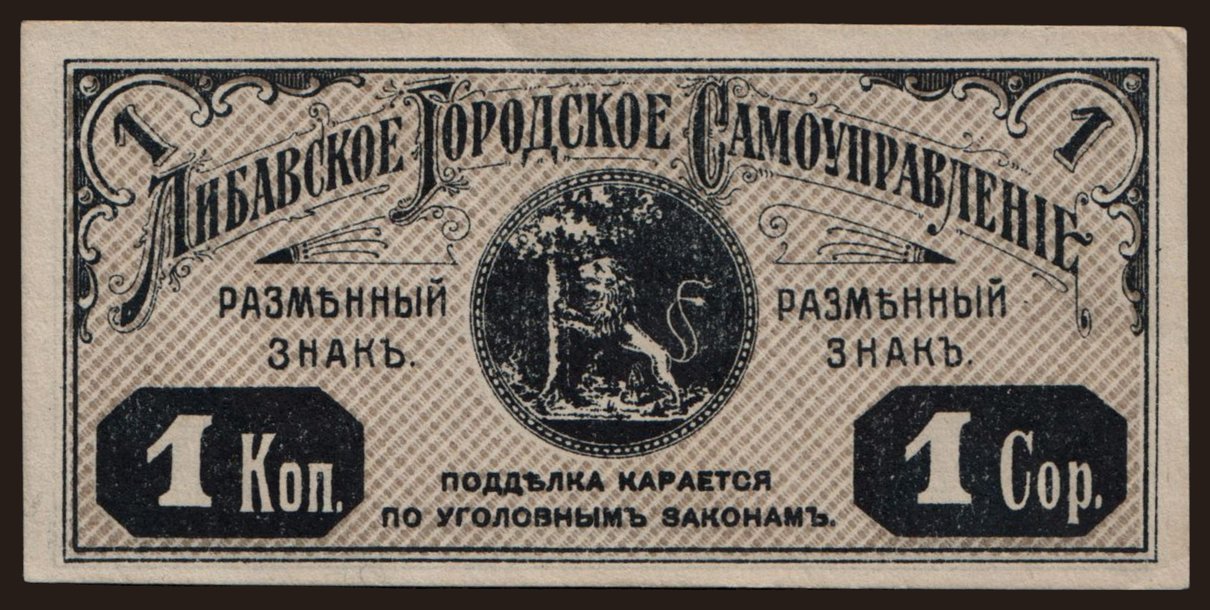 1 1
Либавское Городское Самоуправленіе
РАЗМѢННЫЙ
ЗНАКЪ.
РАЗМѢННЫЙ
ЗНАКЪ.
1 Коп.
ПОДДѢЛКА КАРАЕТСЯ
ПО УГОЛОВНЫМЪ ЗАКОНАМЪ.
1 Cop.